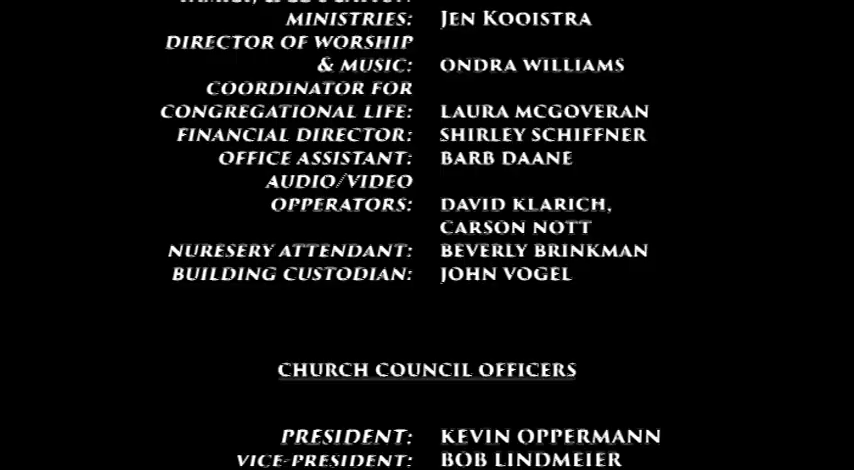 MINISTRIES: JEN KOOISTRA
DIRECTOR OF WORSHIP
& MUSIC: ONDRA WILLIAMS
COORDINATOR FOR
CONGREGATIONAL LIFE: LAURA MCGOVERAN
FINANCIAL DIRECTOR: SHIRLEY SCHIFFNER
OFFICE ASSISTANT: BARB DAANE
AUDIO/VIDEO
OPPERATORS: DAVID KLARICH,
CARSON NOTT
NURESERY ATTENDANT: BEVERLY BRINKMAN
BUILDING CUSTODIAN: JOHN VOGEL
CHURCH COUNCIL OFFICERS
PRESIDENT: KEVIN OPPERMANN
VICE-PRESIDENT: BOB LINDMEIER